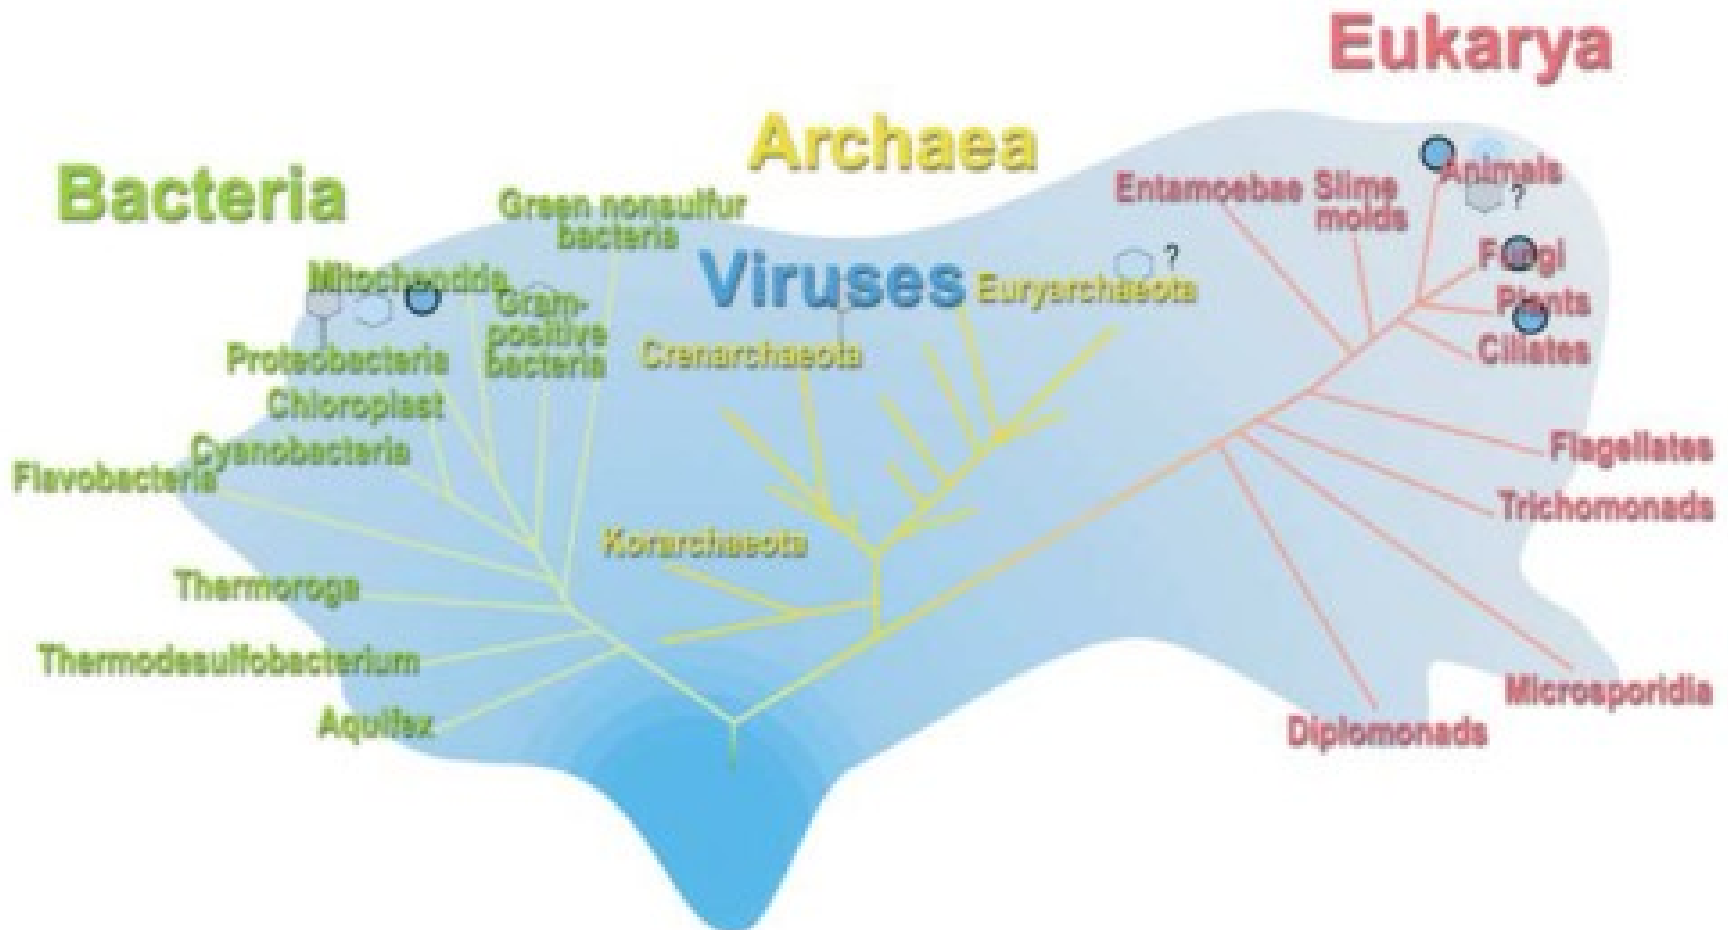 Eukarya
Archaea
Bacteria
Green nonsulfur
bacteria
Entamoebae
Slime
molds
Animals
?
Fungi
Plants
Ciliates
Viruses
Euryarchaeota
?
Mitochondria
Gram-
positive
bacteria
Crenarchaeota
Proteobacteria
Chloroplast
Cyanobacteria
Flavobacteria
Flagellates
Trichomonads
Korarchaeota
Thermoroga
Thermodesulfobacterium
Aquifex
Microsporidia
Diplomonads